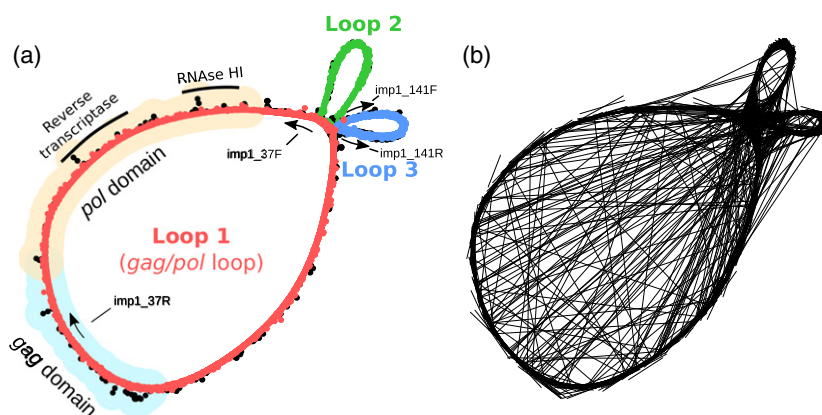 (a)
Loop 2
(b)
RNAse HI
imp1_141F
Reverse
transcriptase
imp1_37F
imp1_141R
Loop 3
pol domain
Loop 1
(gag/pol loop)
imp1_37R
gag domain